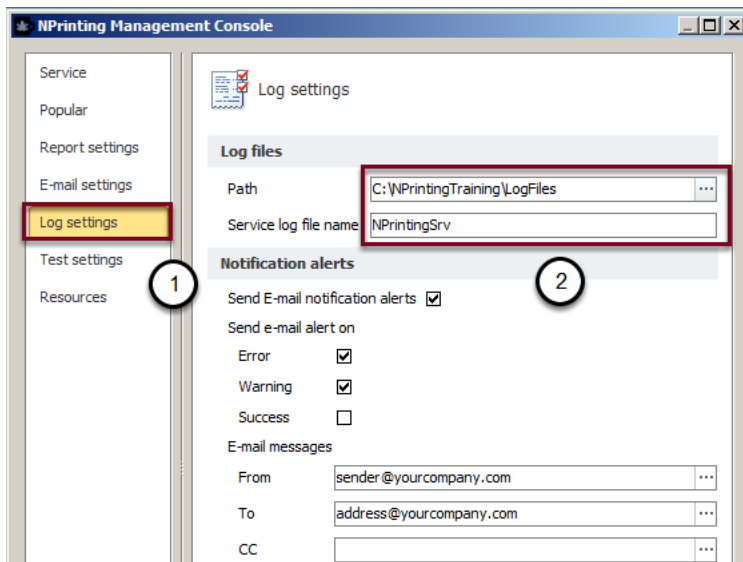 NPrinting Management Console
Service
Popular
Report settings
E-mail settings
Log settings
Test settings
Resources
1
Log settings
Log files
Path C:\NPrintingTraining\LogFiles ...
Service log file name NPrintingSrv
2
Notification alerts
Send E-mail notification alerts
Send e-mail alert on
Error
Warning
Success
E-mail messages
From sender@yourcompany.com ...
To address@yourcompany.com ...
CC ...